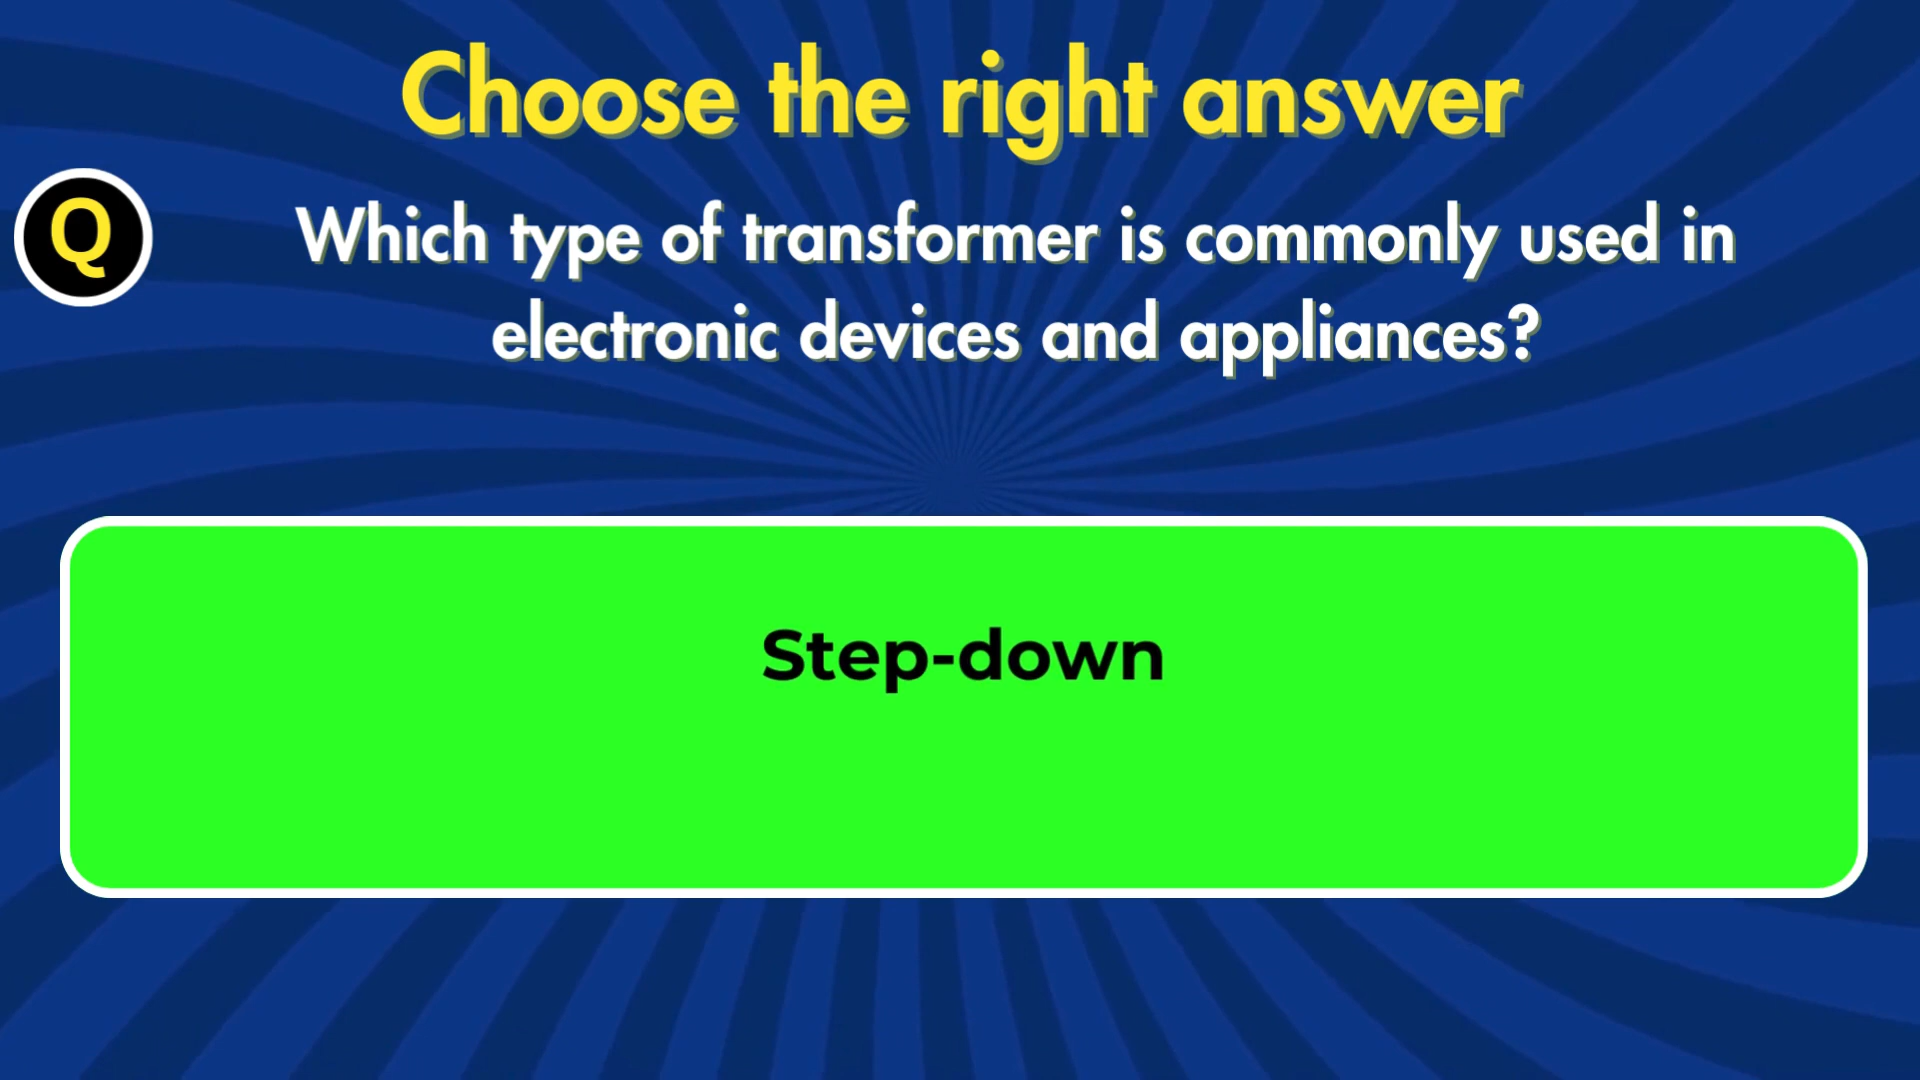 Choose the right answer
Q
Which type of transformer is commonly used in
electronic devices and appliances?
Step-down